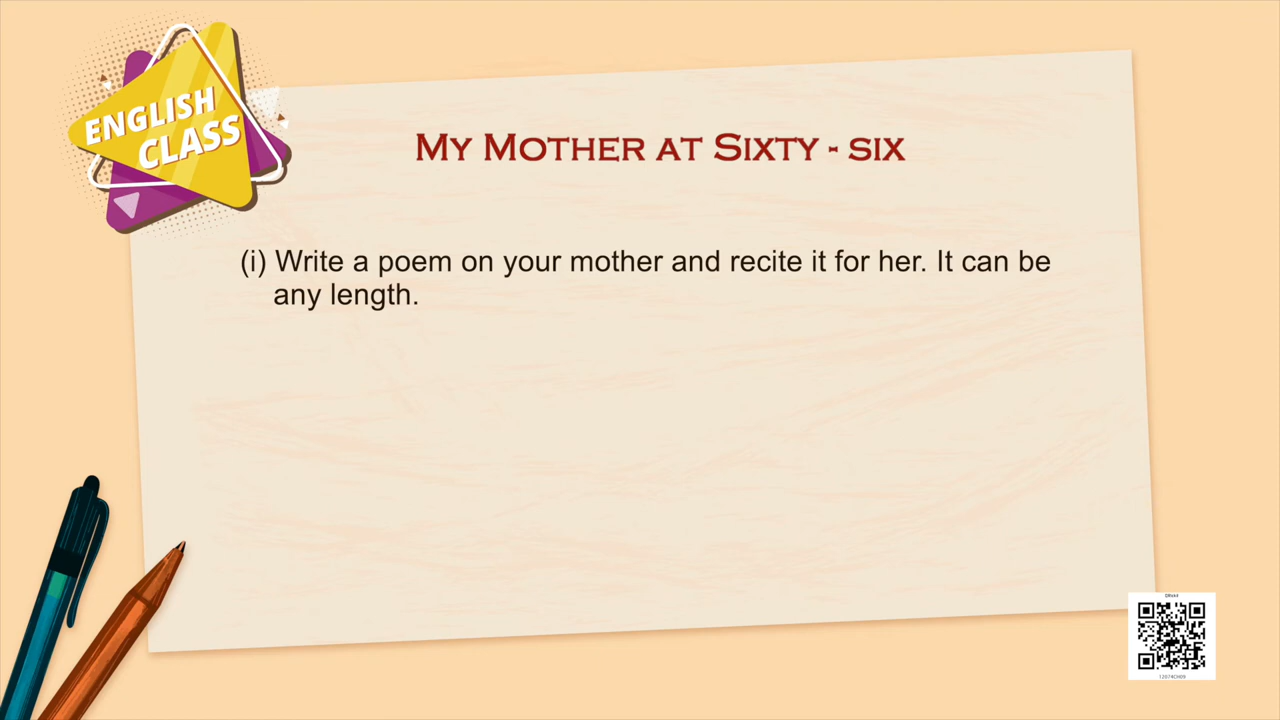 ENGLISH
CLASS
My Mother at Sixty - six
(i) Write a poem on your mother and recite it for her. It can be
any length.
12074CH09